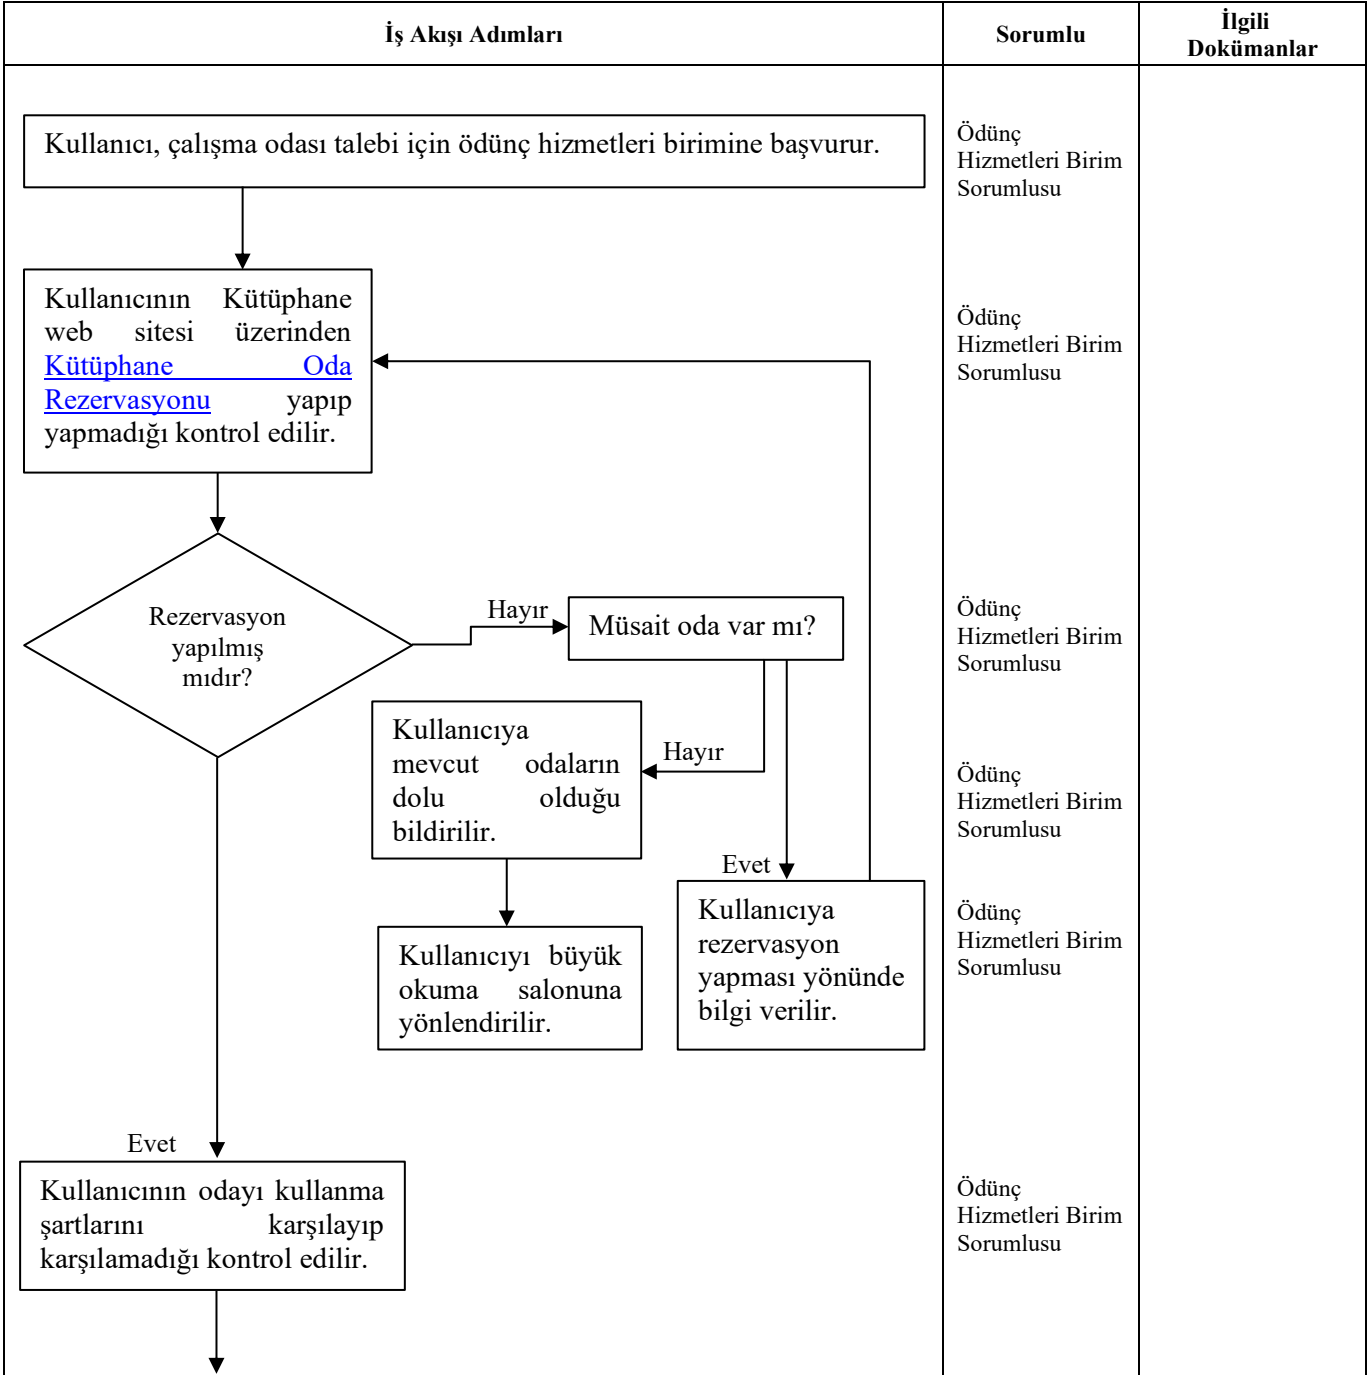 İş Akışı Adımları
Sorumlu
İlgili
Dokümanlar
Kullanıcı, çalışma odası talebi için ödünç hizmetleri birimine başvurur.
Ödünç
Hizmetleri Birim
Sorumlusu
Kullanıcının Kütüphane
web sitesi üzerinden
Kütüphane Oda
Rezervasyonu yapıp
yapmadığı kontrol edilir.
Ödünç
Hizmetleri Birim
Sorumlusu
Rezervasyon
yapılmış
mıdır?
Hayır
Müsait oda var mı?
Ödünç
Hizmetleri Birim
Sorumlusu
Kullanıcıya
mevcut odaların
dolu olduğu
bildirilir.
Hayır
Ödünç
Hizmetleri Birim
Sorumlusu
Evet
Kullanıcıyı büyük
okuma salonuna
yönlendirilir.
Kullanıcıya
rezervasyon
yapması yönünde
bilgi verilir.
Ödünç
Hizmetleri Birim
Sorumlusu
Evet
Kullanıcının odayı kullanma
şartlarını karşılayıp
karşılamadığı kontrol edilir.
Ödünç
Hizmetleri Birim
Sorumlusu